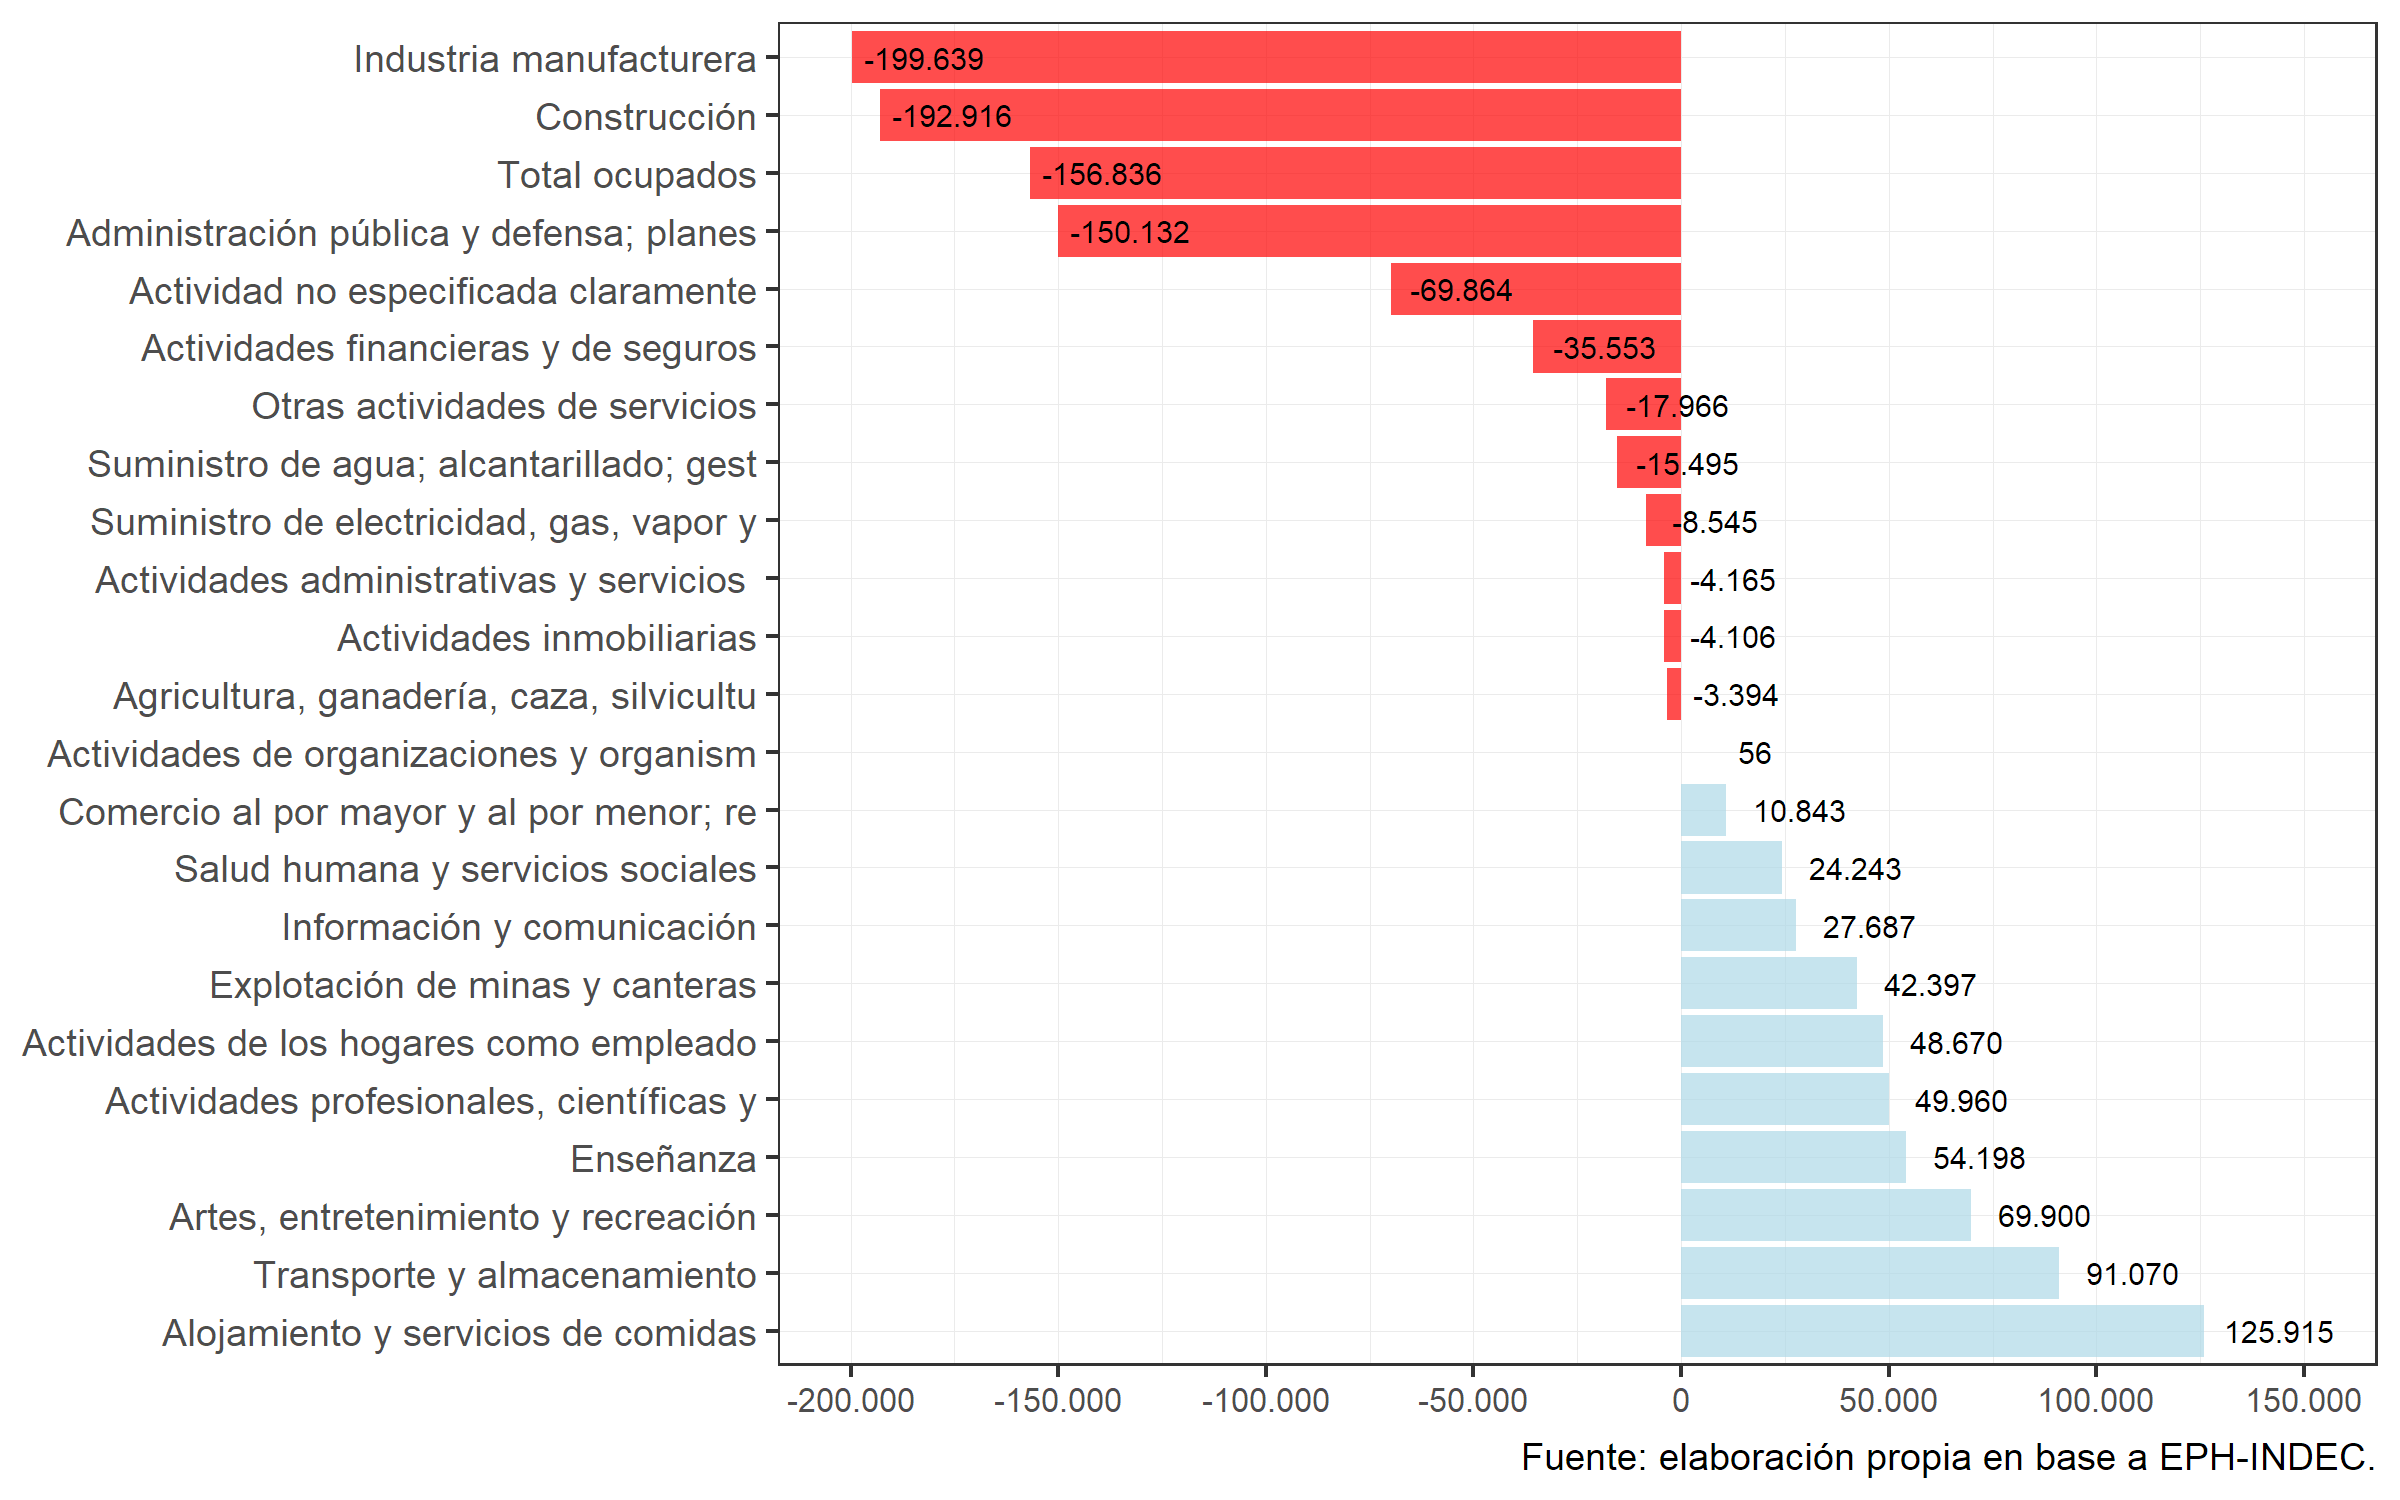 Industria manufacturera -199.639
Construcción -192.916
Total ocupados -156.836
Administración pública y defensa; planes -150.132
Actividad no especificada claramente -69.864
Actividades financieras y de seguros -35.553
Otras actividades de servicios -17.966
Suministro de agua; alcantarillado; gest -15.495
Suministro de electricidad, gas, vapor y -8.545
Actividades administrativas y servicios -4.165
Actividades inmobiliarias -4.106
Agricultura, ganadería, caza, silvicultu -3.394
Actividades de organizaciones y organism 56
Comercio al por mayor y al por menor; re 10.843
Salud humana y servicios sociales 24.243
Información y comunicación 27.687
Explotación de minas y canteras 42.397
Actividades de los hogares como empleado 48.670
Actividades profesionales, científicas y 49.960
Enseñanza 54.198
Artes, entretenimiento y recreación 69.900
Transporte y almacenamiento 91.070
Alojamiento y servicios de comidas 125.915
-200.000 -150.000 -100.000 -50.000 0 50.000 100.000 150.000
Fuente: elaboración propia en base a EPH-INDEC.